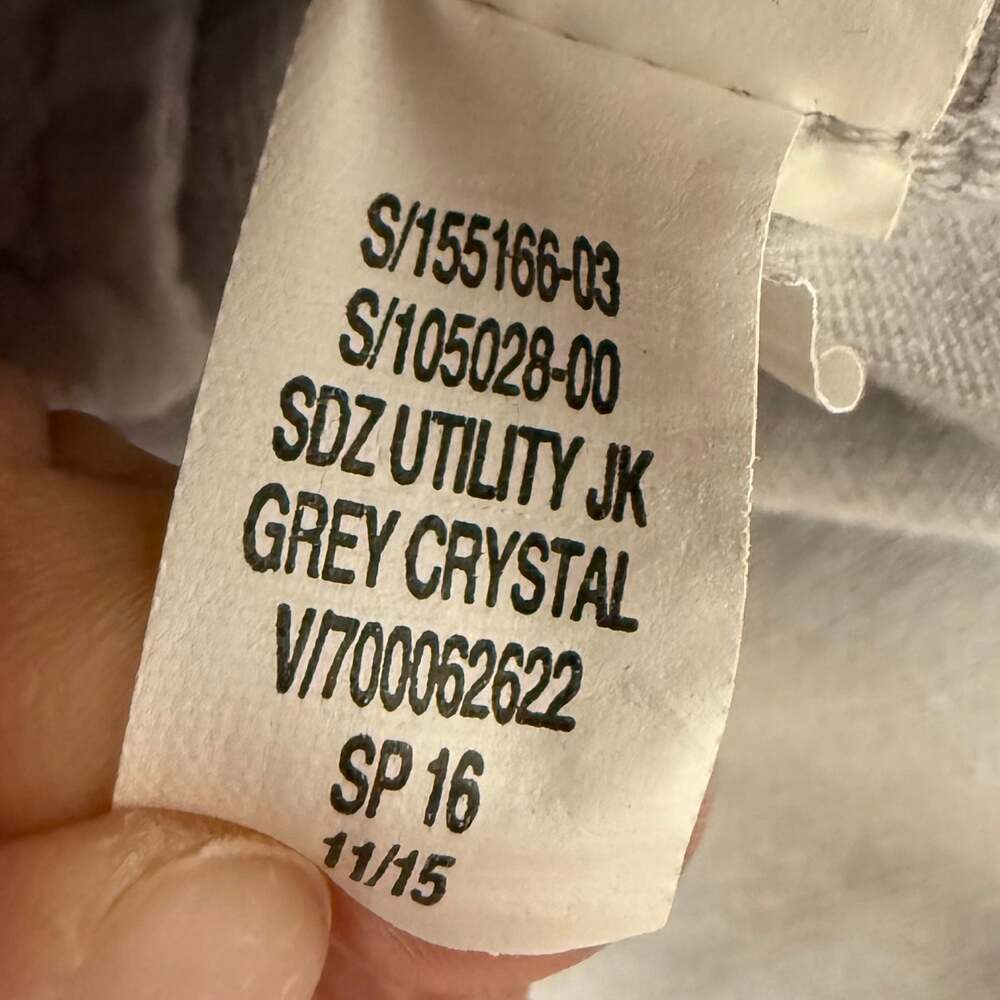 S/155166-03
S/105028-00
SDZ UTILITY JK
GREY CRYSTAL
V/700062622
SP 16
11/15